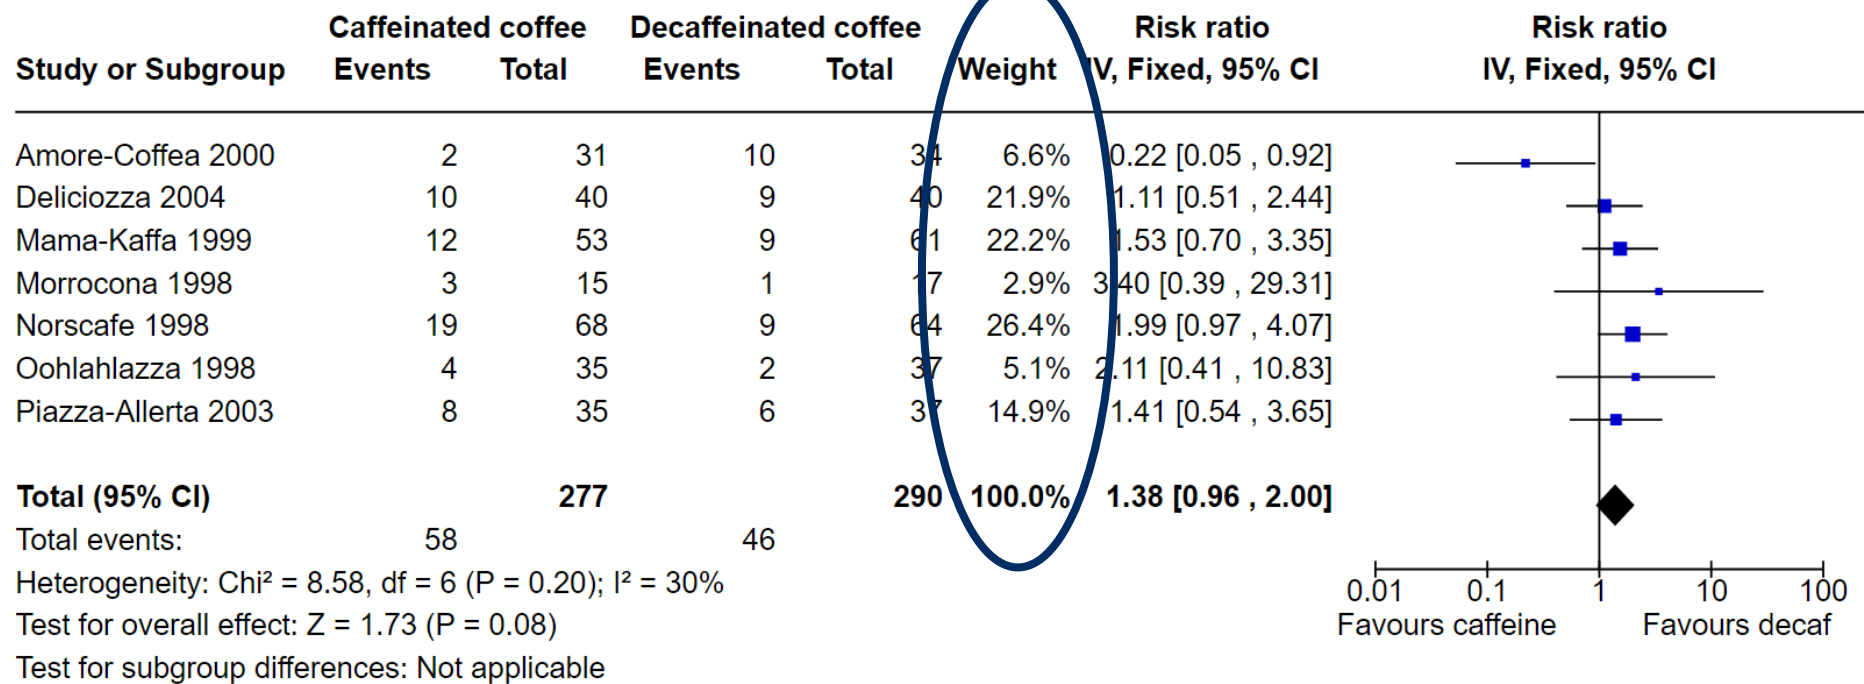 Caffeinated coffee Decaffeinated coffee Risk ratio Risk ratio
Study or Subgroup Events Total Events Total Weight IV, Fixed, 95% CI IV, Fixed, 95% CI
Amore-Coffea 2000 2 31 10 34 6.6% 0.22 [0.05 , 0.92]
Deliciozza 2004 10 40 9 40 21.9% 1.11 [0.51 , 2.44]
Mama-Kaffa 1999 12 53 9 61 22.2% 1.53 [0.70 , 3.35]
Morrocona 1998 3 15 1 17 2.9% 3.40 [0.39 , 29.31]
Norscafe 1998 19 68 9 64 26.4% 1.99 [0.97 , 4.07]
Oohlahlazza 1998 4 35 2 37 5.1% 2.11 [0.41 , 10.83]
Piazza-Allerta 2003 8 35 6 37 14.9% 1.41 [0.54 , 3.65]
Total (95% CI) 277 290 100.0% 1.38 [0.96 , 2.00]
Total events: 58 46
Heterogeneity: Chi² = 8.58, df = 6 (P = 0.20); I² = 30%
0.01 0.1 1 10 100
Test for overall effect: Z = 1.73 (P = 0.08) Favours caffeine Favours decaf
Test for subgroup differences: Not applicable